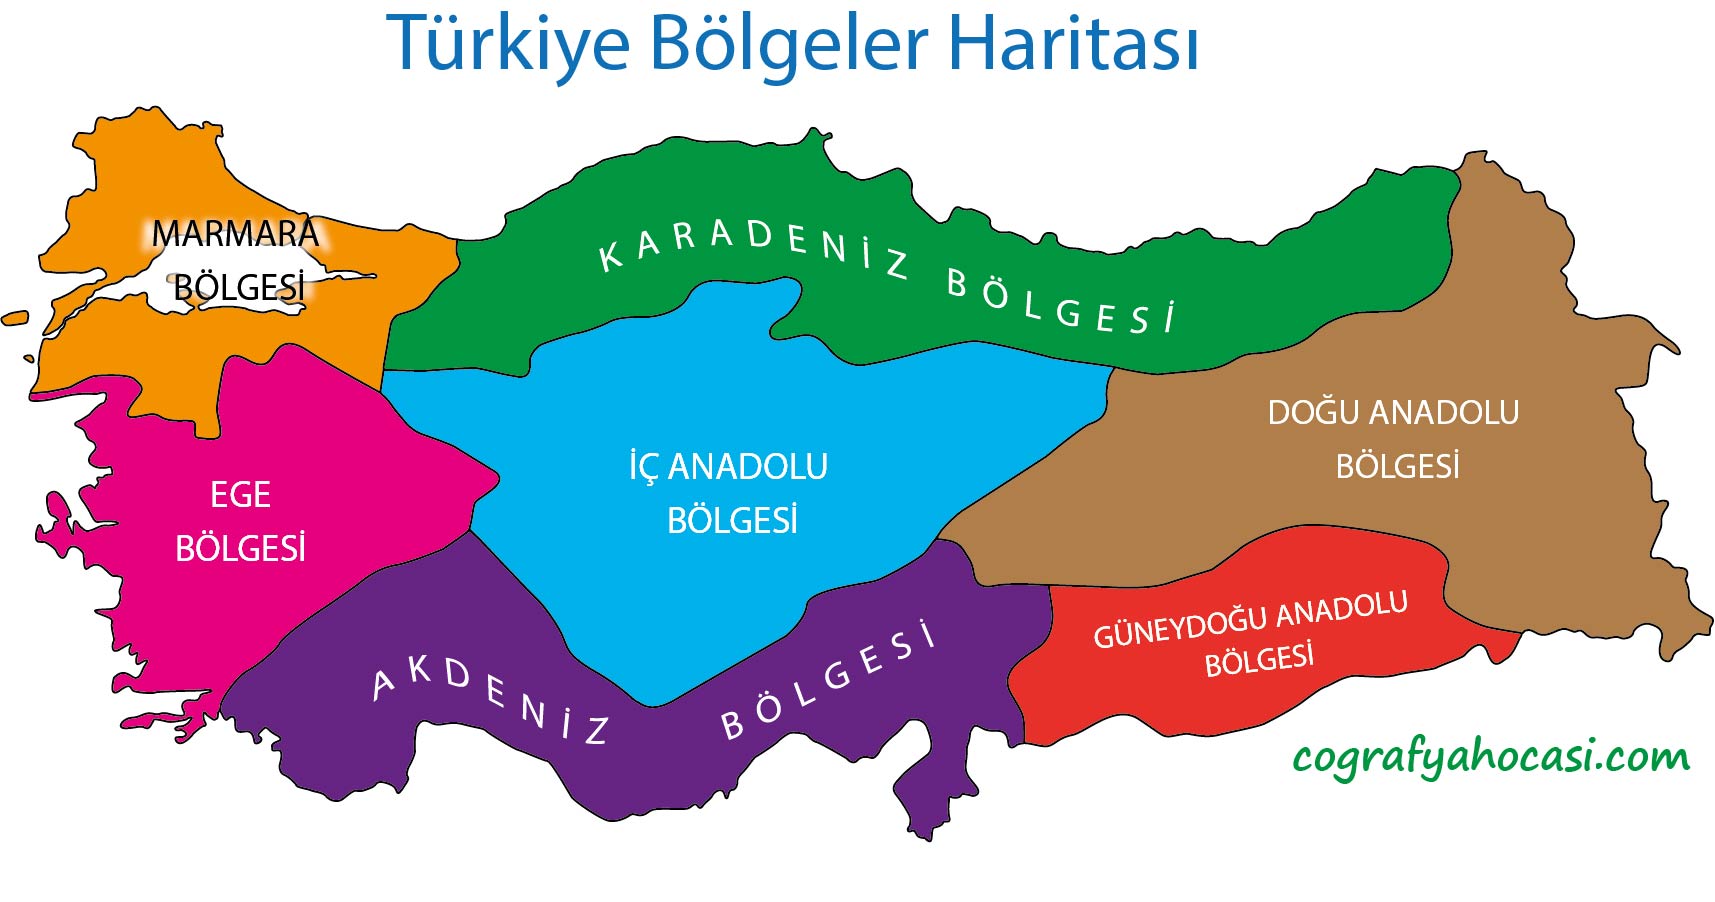 Türkiye Bölgeler Haritası
MARMARA
BÖLGESİ
KARADENİZ BÖLGESİ
DOĞU ANADOLU
BÖLGESİ
İÇ ANADOLU
BÖLGESİ
EGE
BÖLGESİ
GÜNEYDOĞU ANADOLU
BÖLGESİ
AKDENİZ BÖLGESİ
cografyahocasi.com